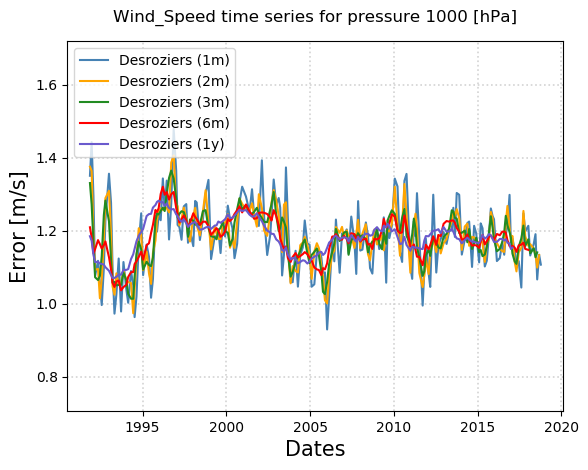 Wind_Speed time series for pressure 1000 [hPa]
Desroziers (1m)
Desroziers (2m)
Desroziers (3m)
Desroziers (6m)
Desroziers (1y)
Error [m/s]
1.6
1.4
1.2
1.0
0.8
1995
2000
2005
2010
2015
2020
Dates